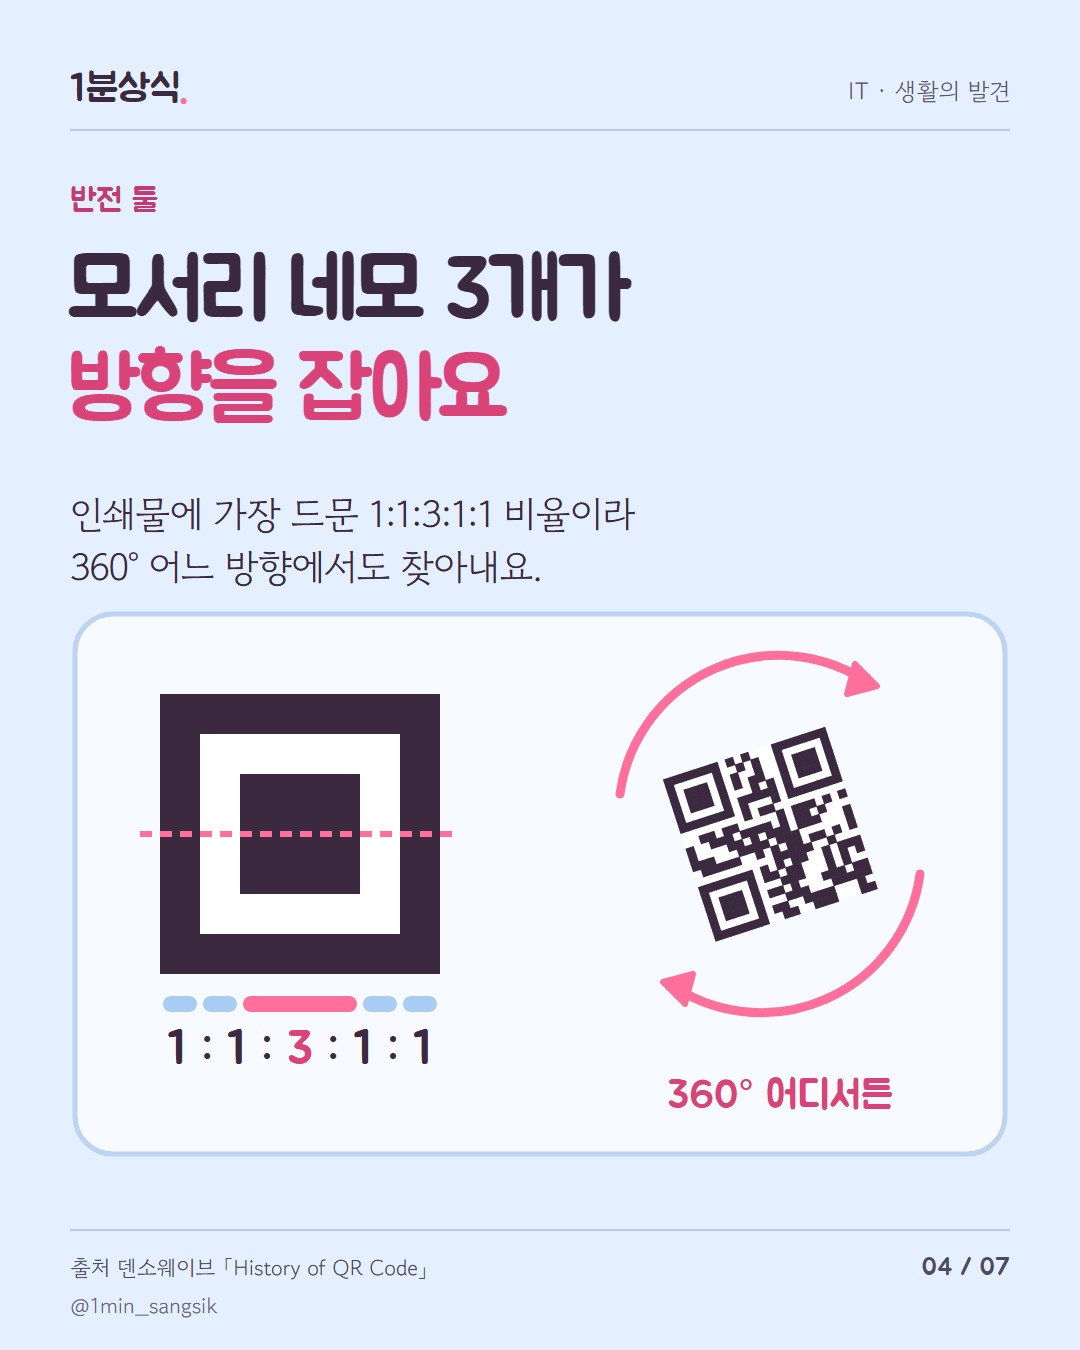 1분상식.
IT · 생활의 발견
반전 둘
모서리 네모 3개가
방향을 잡아요
인쇄물에 가장 드문 1:1:3:1:1 비율이라
360° 어느 방향에서도 찾아내요.
1 : 1 : 3 : 1 : 1
360° 어디서든
출처 덴소웨이브 「History of QR Code」
04 / 07
@1min_sangsik